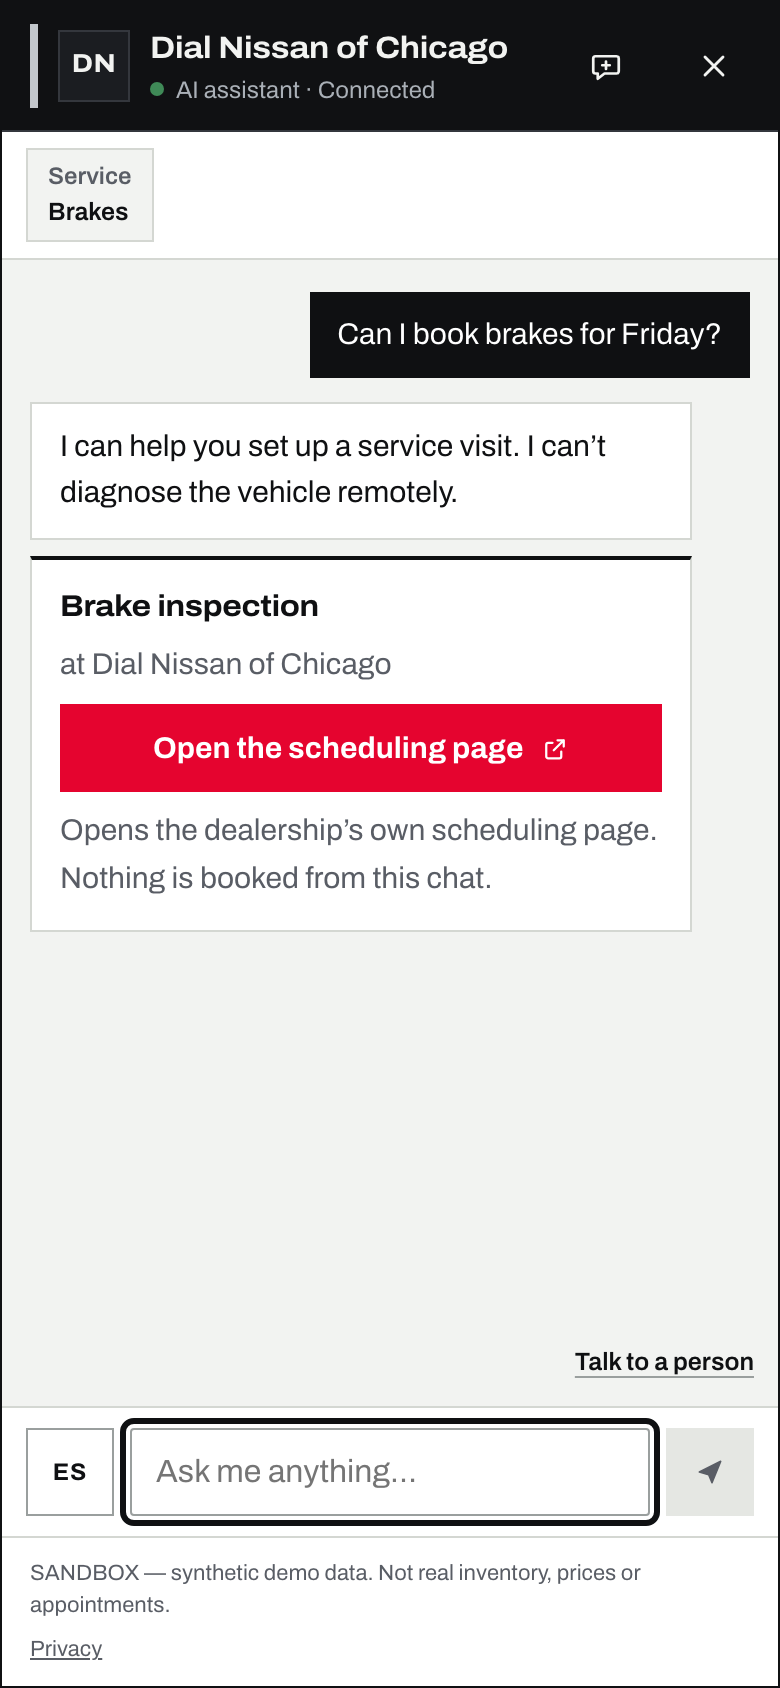 DN
Dial Nissan of Chicago
AI assistant · Connected
Service
Brakes
Can I book brakes for Friday?
I can help you set up a service visit. I can’t
diagnose the vehicle remotely.
Brake inspection
at Dial Nissan of Chicago
Open the scheduling page
Opens the dealership’s own scheduling page.
Nothing is booked from this chat.
Talk to a person
ES
Ask me anything...
SANDBOX — synthetic demo data. Not real inventory, prices or
appointments.
Privacy